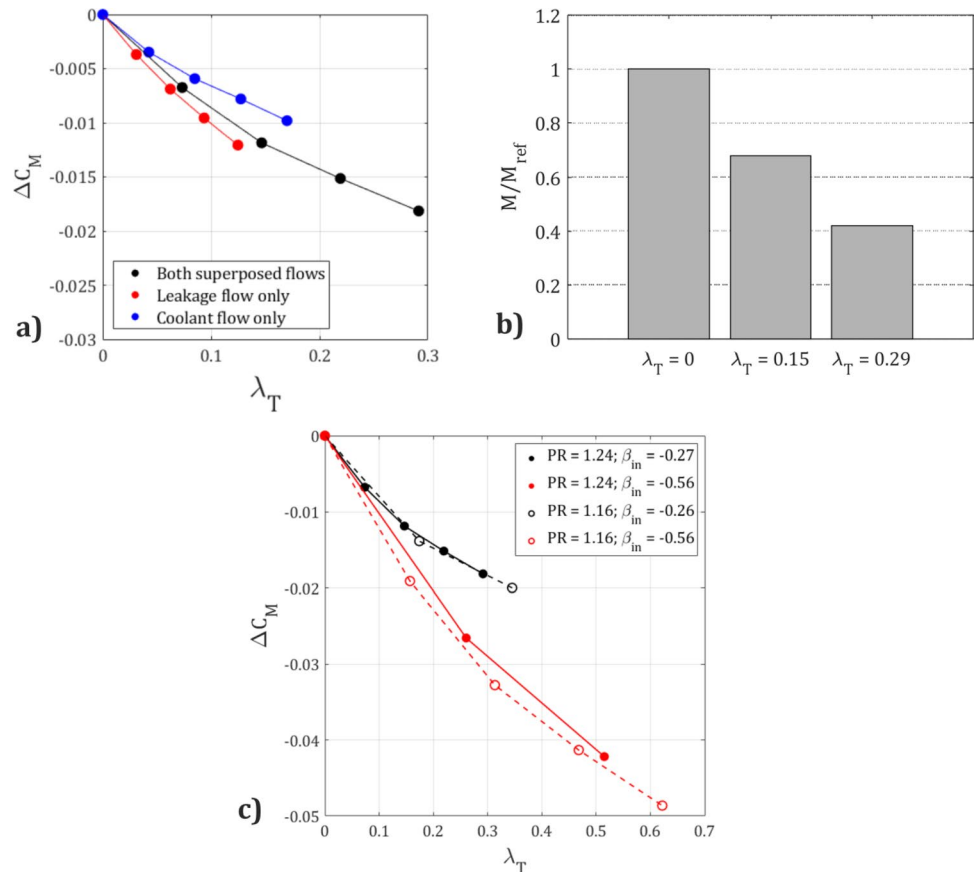 0
-0.005
-0.01
-0.015
-0.02
-0.025
-0.03
ΔC_M
0
0.1
0.2
0.3
λ_T
Both superposed flows
Leakage flow only
Coolant flow only
a)
1.2
1
0.8
0.6
0.4
0.2
0
M/M_ref
λ_T = 0
λ_T = 0.15
λ_T = 0.29
b)
0
-0.01
-0.02
-0.03
-0.04
-0.05
ΔC_M
PR = 1.24; β_in = -0.27
PR = 1.24; β_in = -0.56
PR = 1.16; β_in = -0.26
PR = 1.16; β_in = -0.56
0
0.1
0.2
0.3
0.4
0.5
0.6
0.7
λ_T
c)